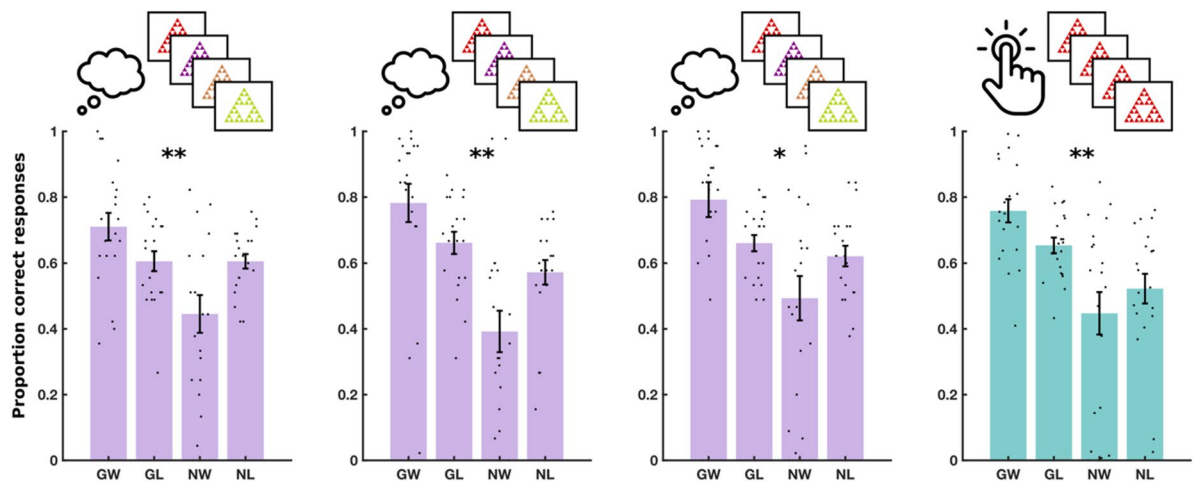 ** ** * **
Proportion correct responses
1 1 1 1
0.8 0.8 0.8 0.8
0.6 0.6 0.6 0.6
0.4 0.4 0.4 0.4
0.2 0.2 0.2 0.2
0 0 0 0
GW GL NW NL GW GL NW NL GW GL NW NL GW GL NW NL